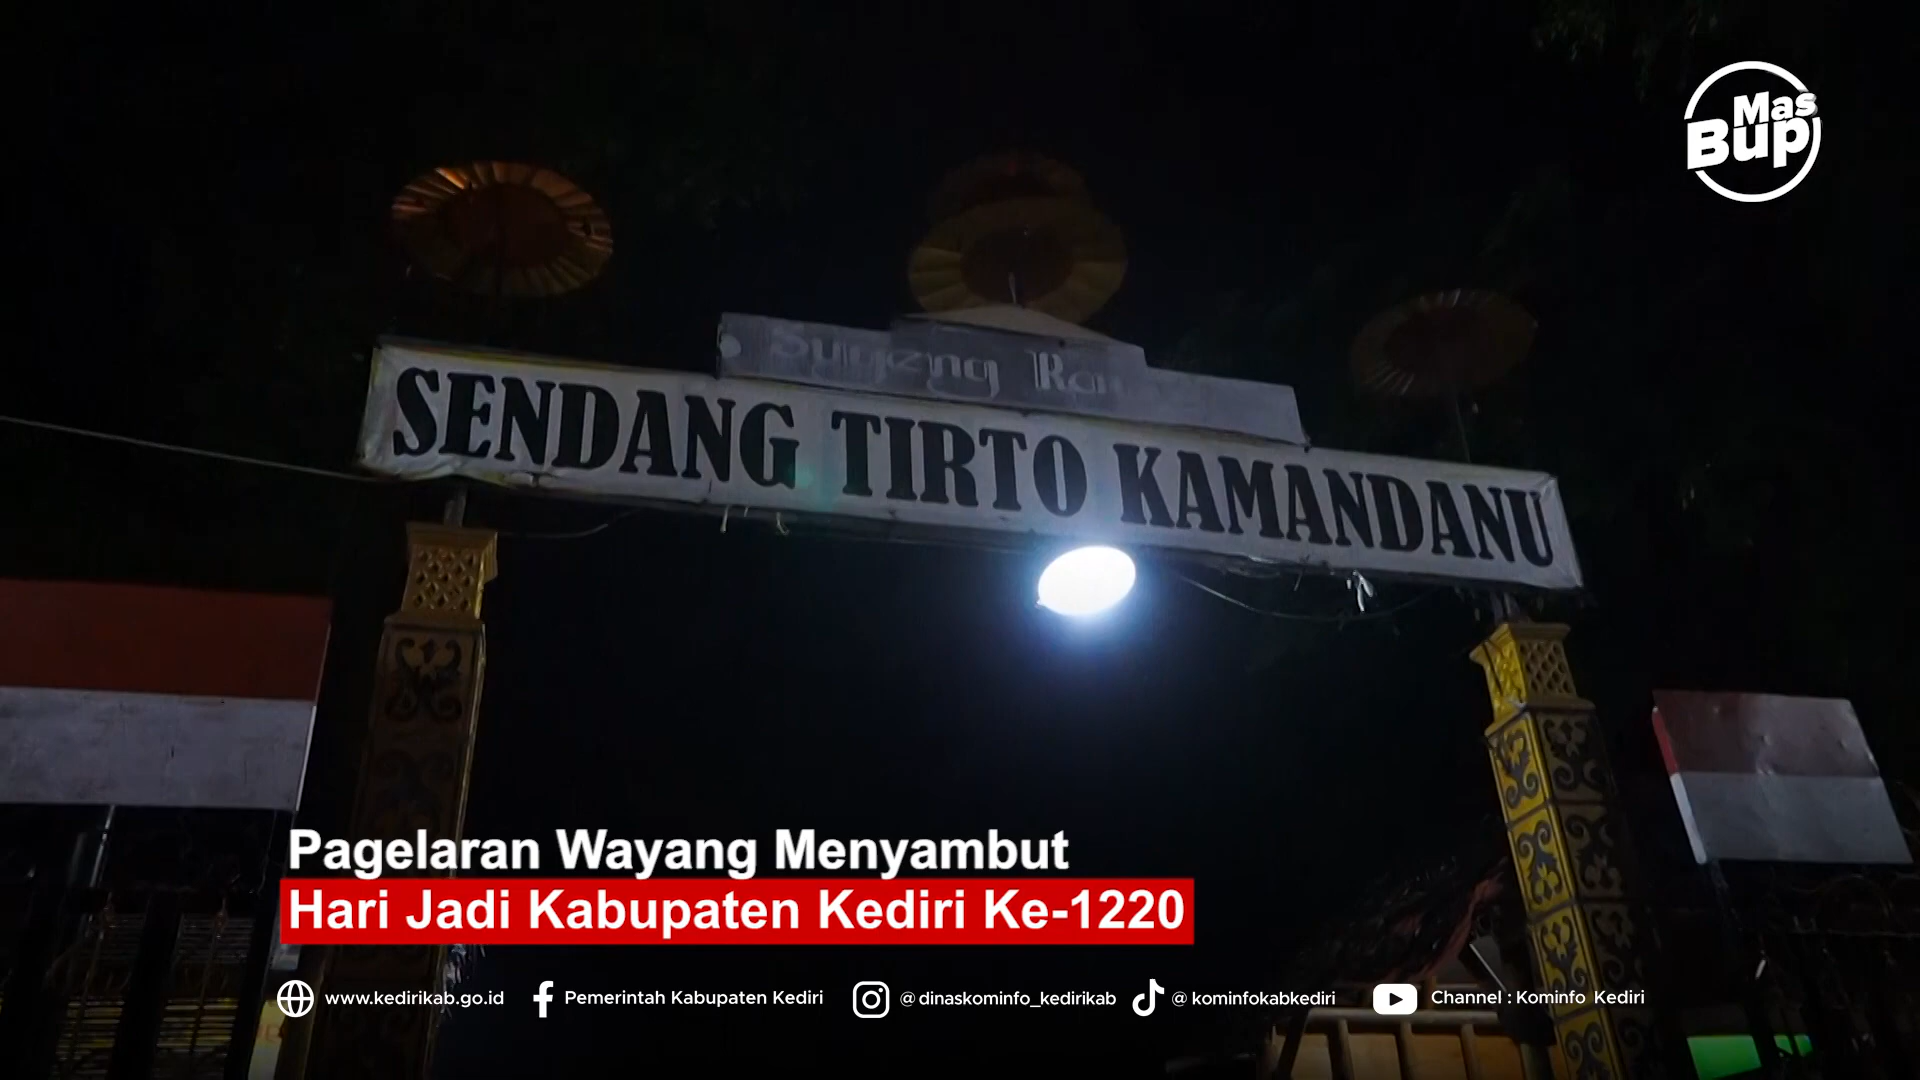 Mas
Bup
Sugeng
SENDANG TIRTO KAMANDANU
Pagelaran Wayang Menyambut
Hari Jadi Kabupaten Kediri Ke-1220
www.kedirikab.go.id
Pemerintah Kabupaten Kediri
@dinaskominfo_kedirikab
@kominfokabkediri
Channel : Kominfo Kediri